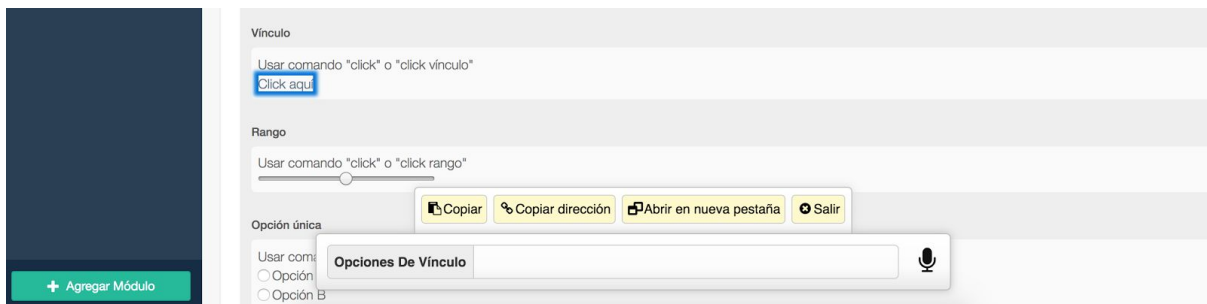 Vínculo
Usar comando "click" o "click vínculo"
Click aquí
Rango
Usar comando "click" o "click rango"
Copiar Copiar dirección Abrir en nueva pestaña Salir
Opción única
Usar
Opciones De Vínculo
Opción
Opción B
Agregar Módulo